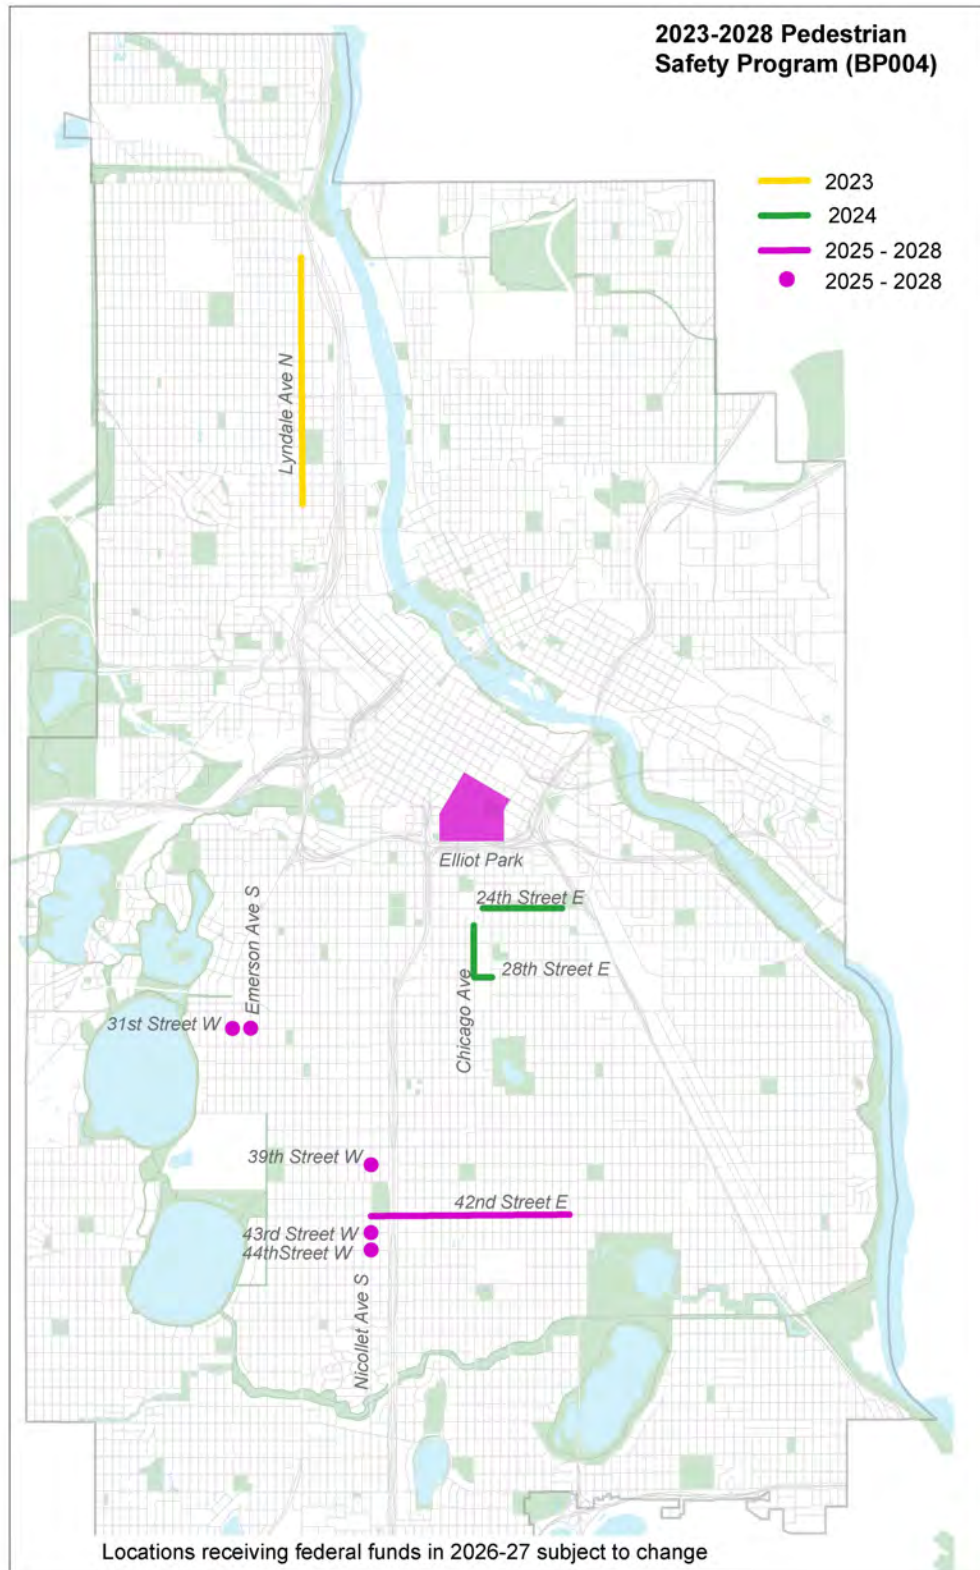 2023-2028 Pedestrian
Safety Program (BP004)
2023
2024
2025 - 2028
2025 - 2028
Lyndale Ave N
Elliot Park
24th Street E
Emerson Ave S
28th Street E
Chicago Ave
31st Street W
39th Street W
42nd Street E
43rd Street W
44thStreet W
Nicollet Ave S
Locations receiving federal funds in 2026-27 subject to change